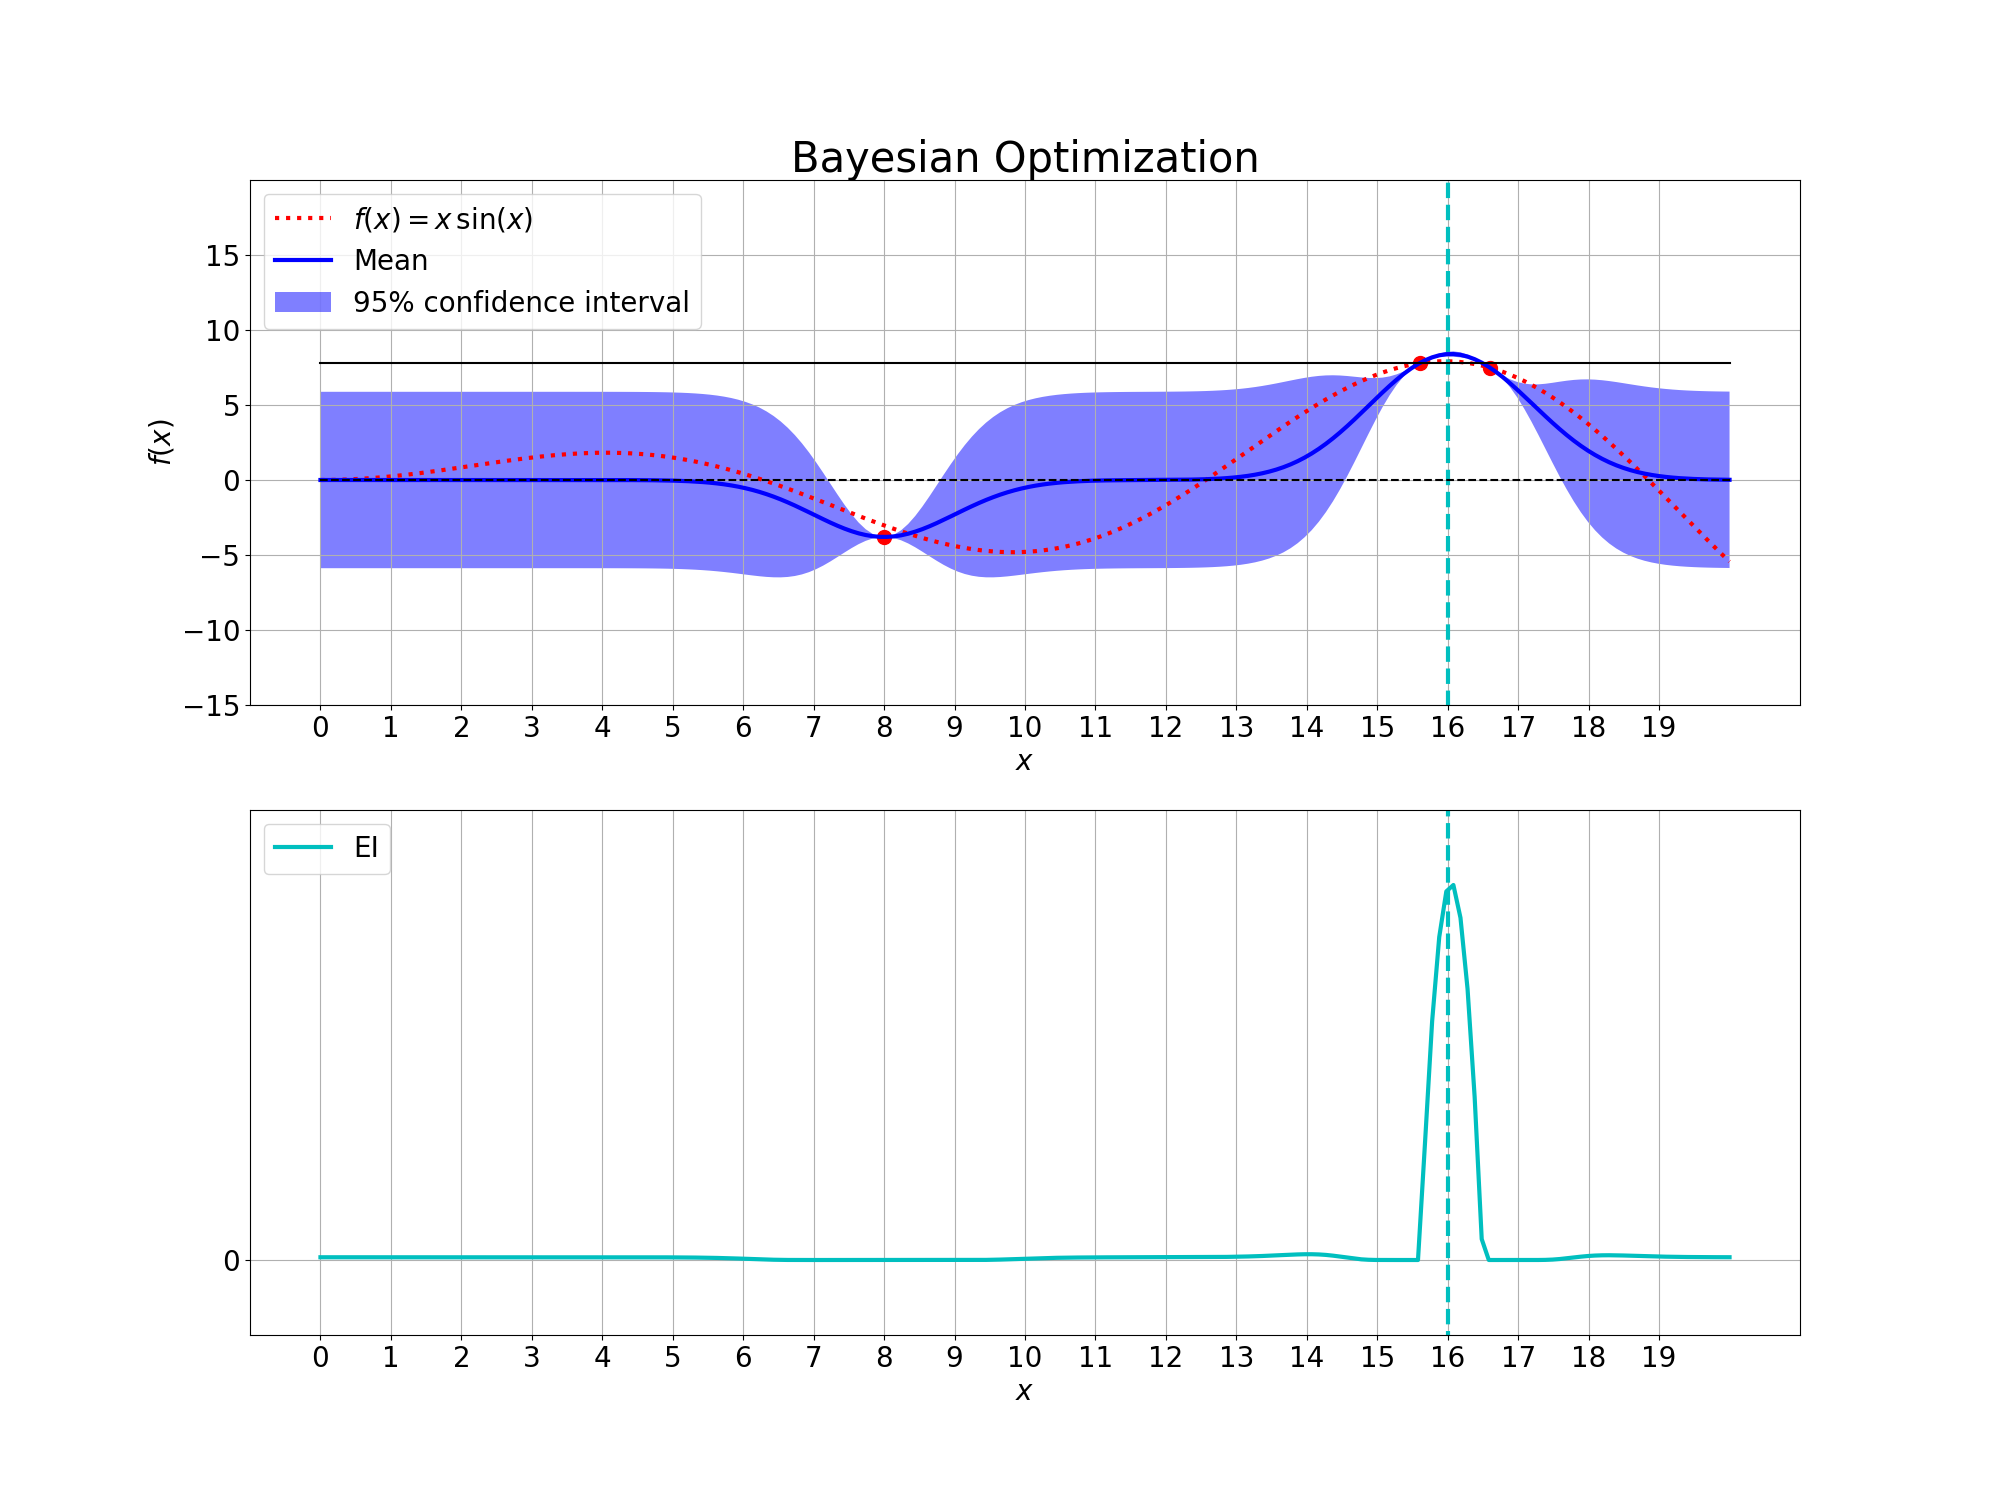 Bayesian Optimization
f(x) = x sin(x)
Mean
95% confidence interval
15
10
5
0
−5
−10
−15
f(x)
0 1 2 3 4 5 6 7 8 9 10 11 12 13 14 15 16 17 18 19
x
EI
0
0 1 2 3 4 5 6 7 8 9 10 11 12 13 14 15 16 17 18 19
x